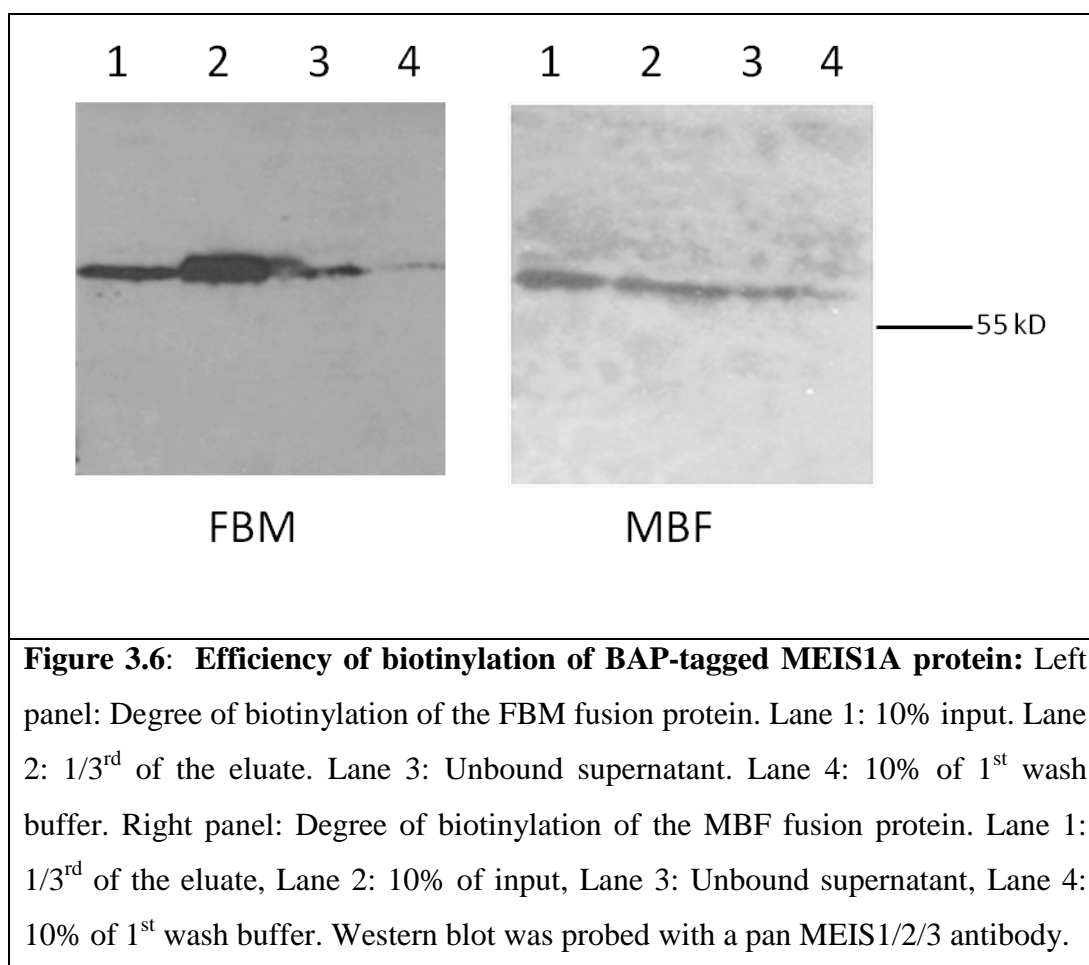 1 2 3 4 1 2 3 4
55 kD
FBM MBF
Figure 3.6: Efficiency of biotinylation of BAP-tagged MEIS1A protein: Left
panel: Degree of biotinylation of the FBM fusion protein. Lane 1: 10% input. Lane
2: 1/3rd of the eluate. Lane 3: Unbound supernatant. Lane 4: 10% of 1st wash
buffer. Right panel: Degree of biotinylation of the MBF fusion protein. Lane 1:
1/3rd of the eluate, Lane 2: 10% of input, Lane 3: Unbound supernatant, Lane 4:
10% of 1st wash buffer. Western blot was probed with a pan MEIS1/2/3 antibody.